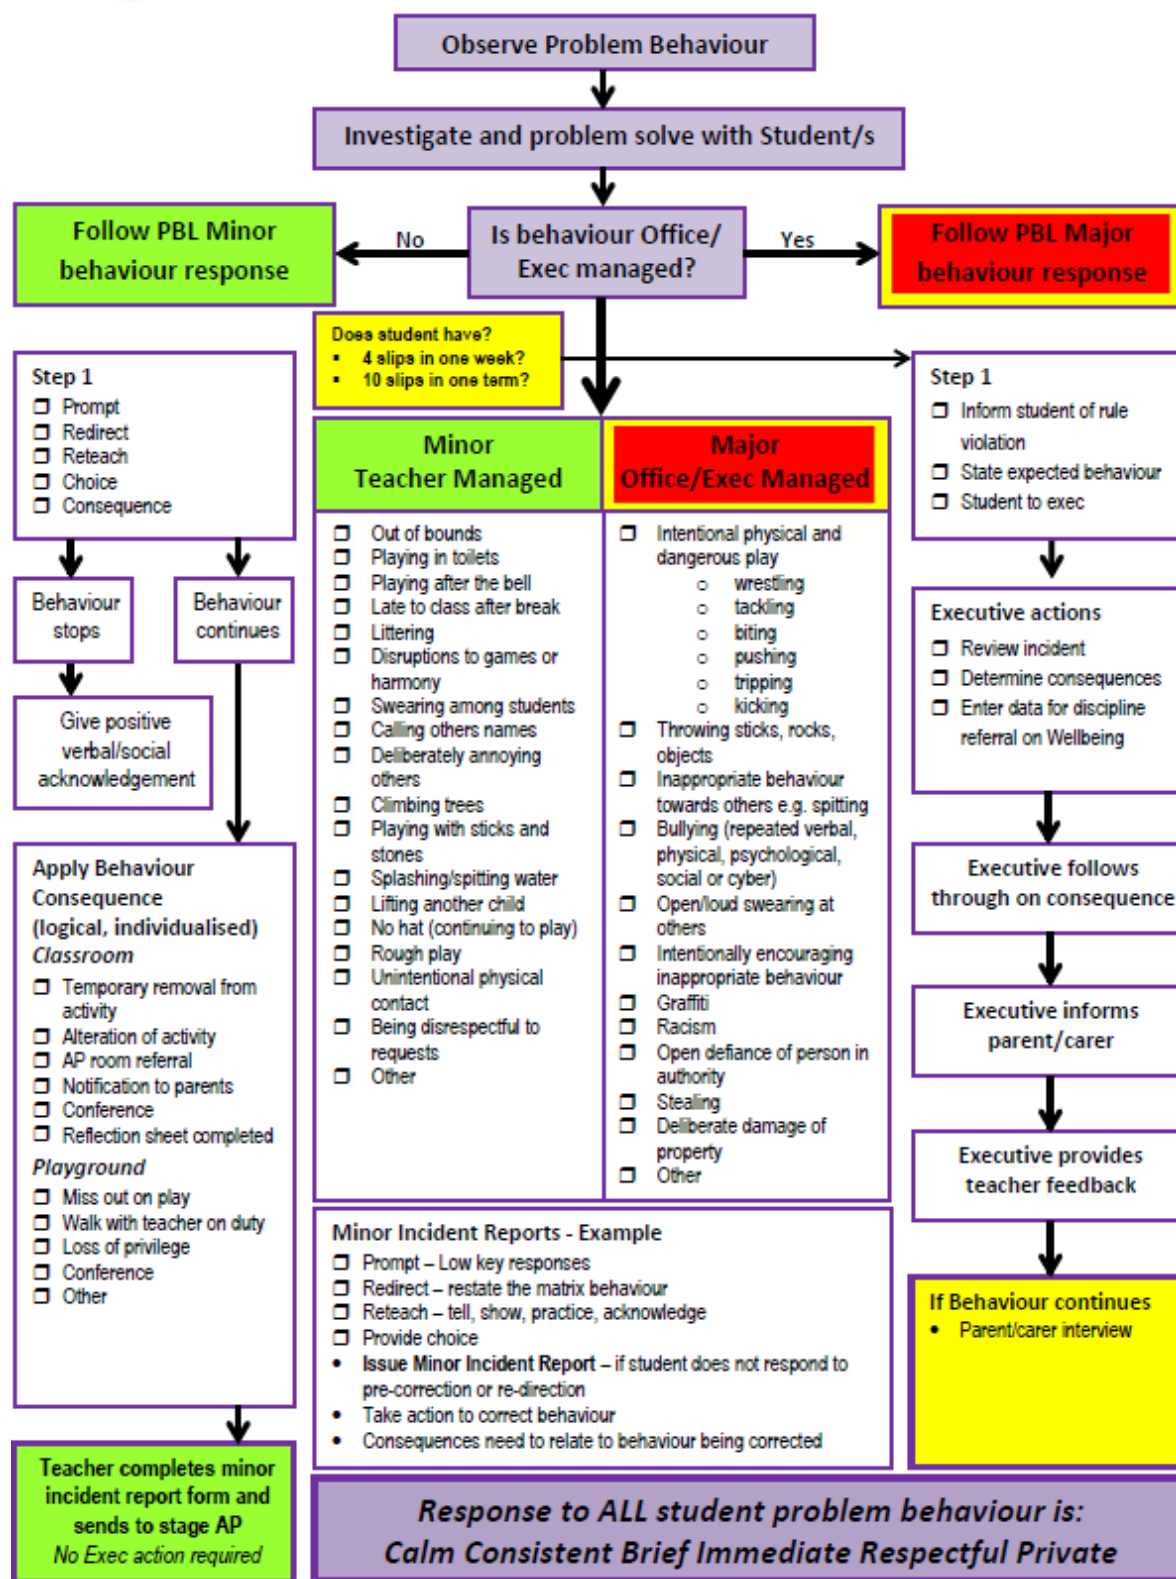 Observe Problem Behaviour
Investigate and problem solve with Student/s
Follow PBL Minor
behaviour response
No
Is behaviour Office/
Exec managed?
Yes
Follow PBL Major
behaviour response
Does student have?
▪ 4 slips in one week?
▪ 10 slips in one term?
Step 1
❒ Prompt
❒ Redirect
❒ Reteach
❒ Choice
❒ Consequence
Behaviour
stops
Behaviour
continues
Give positive
verbal/social
acknowledgement
Apply Behaviour
Consequence
(logical, individualised)
Classroom
❒ Temporary removal from
activity
❒ Alteration of activity
❒ AP room referral
❒ Notification to parents
❒ Conference
❒ Reflection sheet completed
Playground
❒ Miss out on play
❒ Walk with teacher on duty
❒ Loss of privilege
❒ Conference
❒ Other
Teacher completes minor
incident report form and
sends to stage AP
No Exec action required
Minor
Teacher Managed
❒ Out of bounds
❒ Playing in toilets
❒ Playing after the bell
❒ Late to class after break
❒ Littering
❒ Disruptions to games or
harmony
❒ Swearing among students
❒ Calling others names
❒ Deliberately annoying
others
❒ Climbing trees
❒ Playing with sticks and
stones
❒ Splashing/spitting water
❒ Lifting another child
❒ No hat (continuing to play)
❒ Rough play
❒ Unintentional physical
contact
❒ Being disrespectful to
requests
❒ Other
Major
Office/Exec Managed
❒ Intentional physical and
dangerous play
o wrestling
o tackling
o biting
o pushing
o tripping
o kicking
❒ Throwing sticks, rocks,
objects
❒ Inappropriate behaviour
towards others e.g. spitting
❒ Bullying (repeated verbal,
physical, psychological,
social or cyber)
❒ Open/loud swearing at
others
❒ Intentionally encouraging
inappropriate behaviour
❒ Graffiti
❒ Racism
❒ Open defiance of person in
authority
❒ Stealing
❒ Deliberate damage of
property
❒ Other
Minor Incident Reports - Example
❒ Prompt – Low key responses
❒ Redirect – restate the matrix behaviour
❒ Reteach – tell, show, practice, acknowledge
❒ Provide choice
• Issue Minor Incident Report – if student does not respond to
pre-correction or re-direction
• Take action to correct behaviour
• Consequences need to relate to behaviour being corrected
Step 1
❒ Inform student of rule
violation
❒ State expected behaviour
❒ Student to exec
Executive actions
❒ Review incident
❒ Determine consequences
❒ Enter data for discipline
referral on Wellbeing
Executive follows
through on consequence
Executive informs
parent/carer
Executive provides
teacher feedback
If Behaviour continues
• Parent/carer interview
Response to ALL student problem behaviour is:
Calm Consistent Brief Immediate Respectful Private